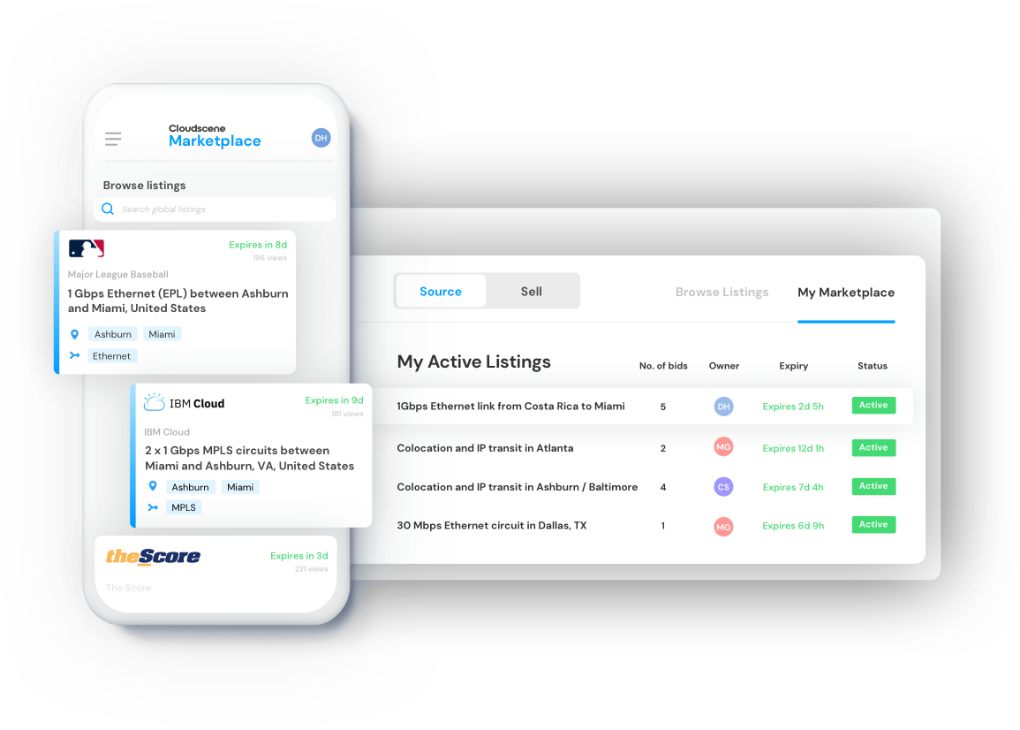 Cloudscene
Marketplace
DH
Browse listings
Search global listings
Expires in 8d
196 views
Major League Baseball
1 Gbps Ethernet (EPL) between Ashburn
and Miami, United States
Ashburn Miami
Ethernet
IBM Cloud
Expires in 9d
181 views
IBM Cloud
2 x 1 Gbps MPLS circuits between
Miami and Ashburn, VA, United States
Ashburn Miami
MPLS
theScore
Expires in 3d
221 views
The Score
Source Sell Browse Listings My Marketplace
My Active Listings No. of bids Owner Expiry Status
1Gbps Ethernet link from Costa Rica to Miami 5 DH Expires 2d 5h Active
Colocation and IP transit in Atlanta 2 MG Expires 12d 1h Active
Colocation and IP transit in Ashburn / Baltimore 4 CS Expires 7d 4h Active
30 Mbps Ethernet circuit in Dallas, TX 1 MG Expires 6d 9h Active